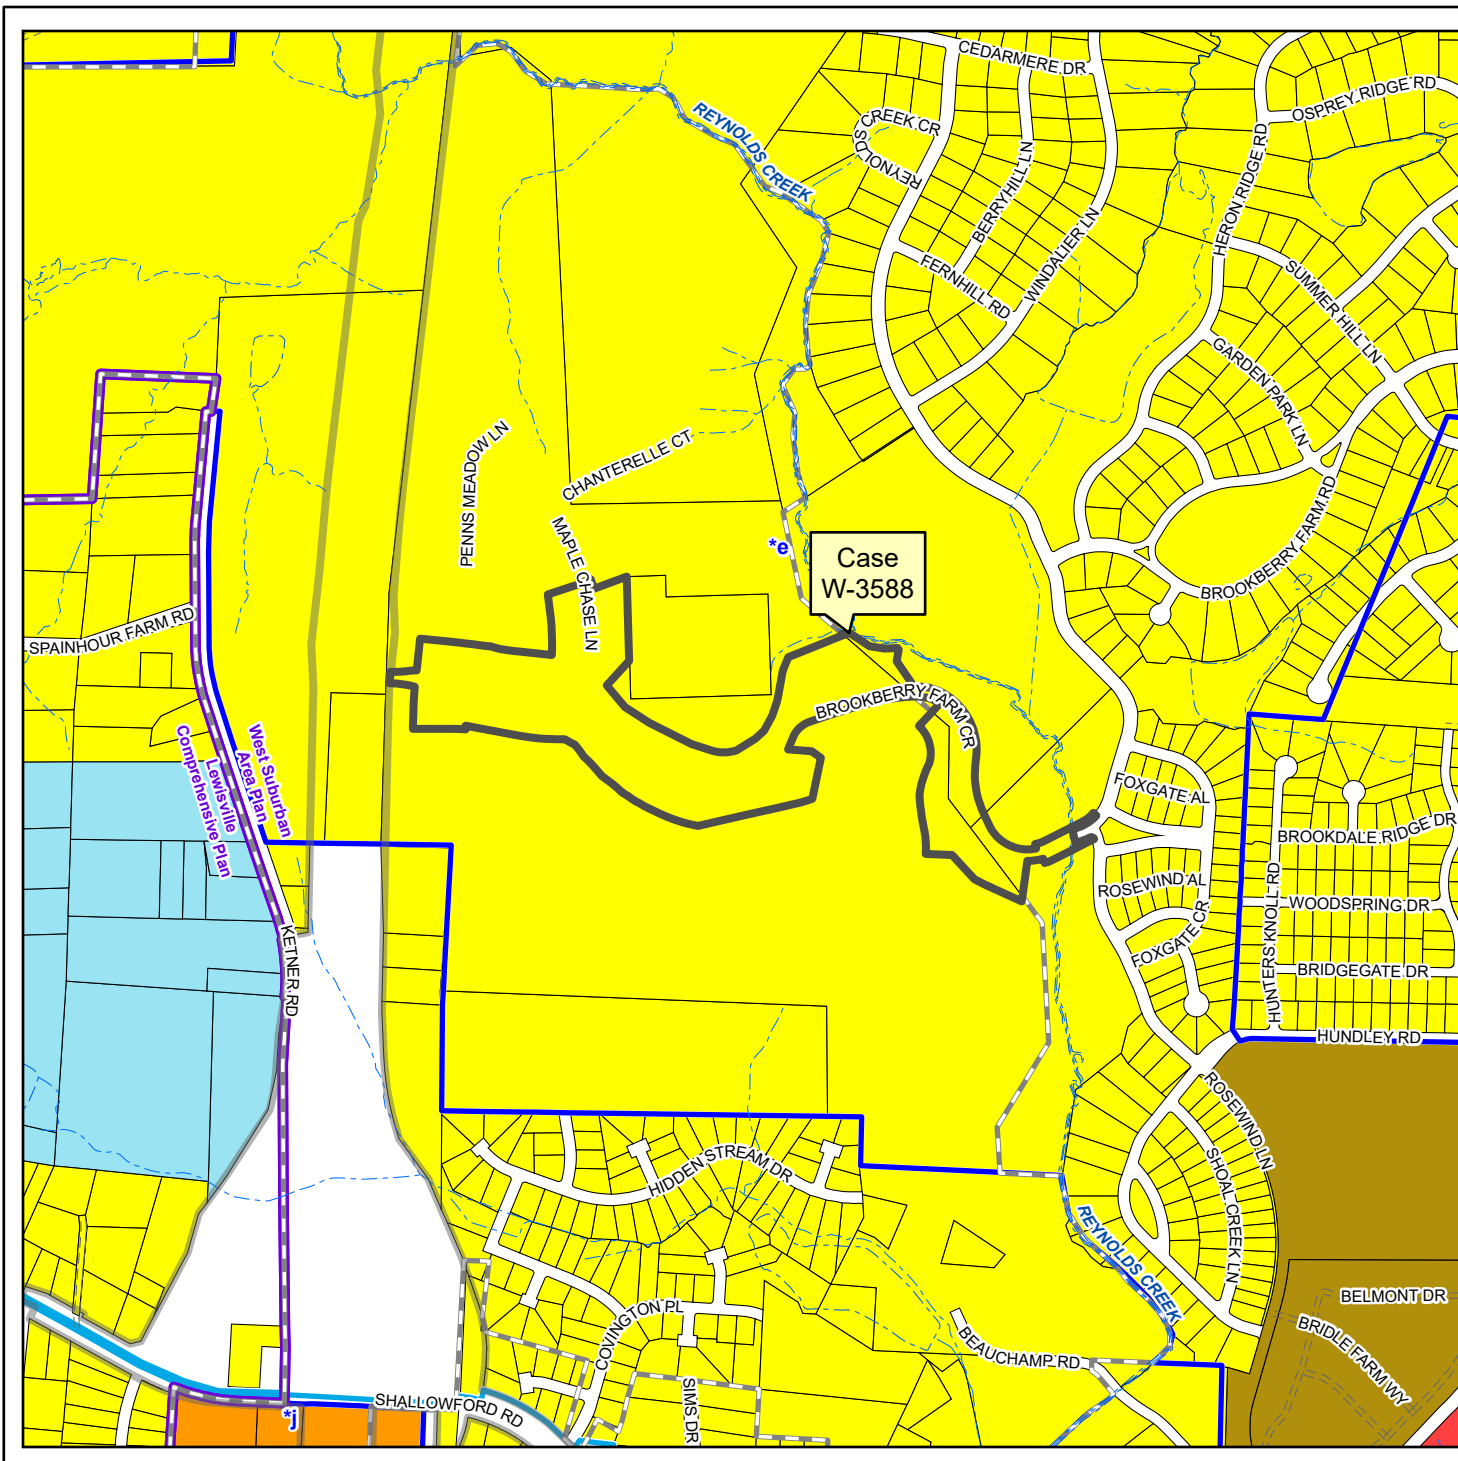 CEDARMERE DR
OSPREY RIDGE RD
REYNOLDS CREEK
REYNOLDS CREEK CR
BERRYHILL LN
HERON RIDGE RD
WINDALIER LN
FERNHILL RD
SUMMER HILL LN
GARDEN PARK LN
PENNS MEADOW LN
CHANTERELLE CT
MAPLE CHASE LN
*e
Case
W-3588
BROOKBERRY FARM RD
SPAINHOUR FARM RD
BROOKBERRY FARM CR
West Suburban
Area Plan
Lewisville
Comprehensive Plan
FOXGATE AL
BROOKDALE RIDGE DR
ROSEWIND AL
WOODSPRING DR
HUNTERS KNOLL RD
FOXGATE CR
BRIDGEGATE DR
KETNER RD
HUNDLEY RD
ROSEWIND LN
SHOAL CREEK LN
HIDDEN STREAM DR
REYNOLDS CREEK
BELMONT DR
BRIDLE FARM WY
COVINGTON PL
BEAUCHAMP RD
SIMS DR
SHALLOWFORD RD
*j